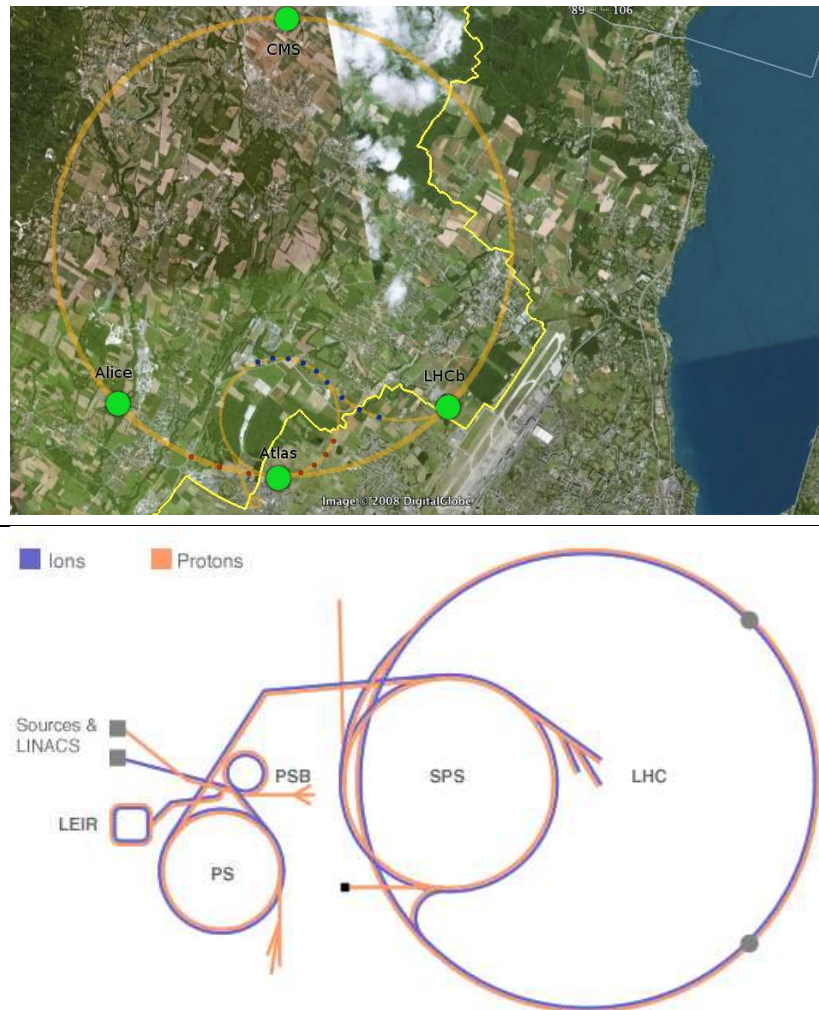 89 106
CMS
Alice
LHCb
Atlas
Image © 2008 DigitalGlobe
Ions
Protons
Sources &
LINACS
PSB
SPS
LHC
LEIR
PS